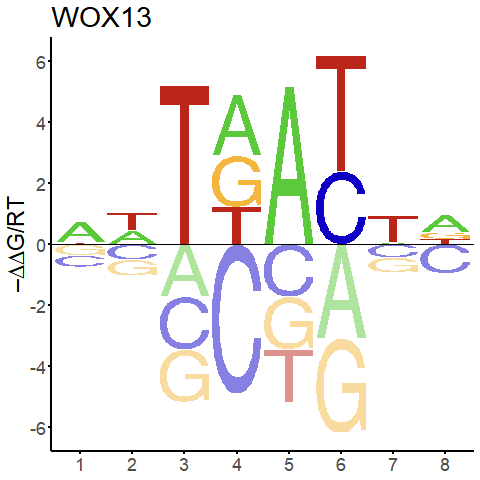 WOX13
−ΔΔG/RT
6
4
2
0
-2
-4
-6
A T T A A T T A
T A G C G
T T
G C A C C A C C
C G C G G G
G T
1 2 3 4 5 6 7 8